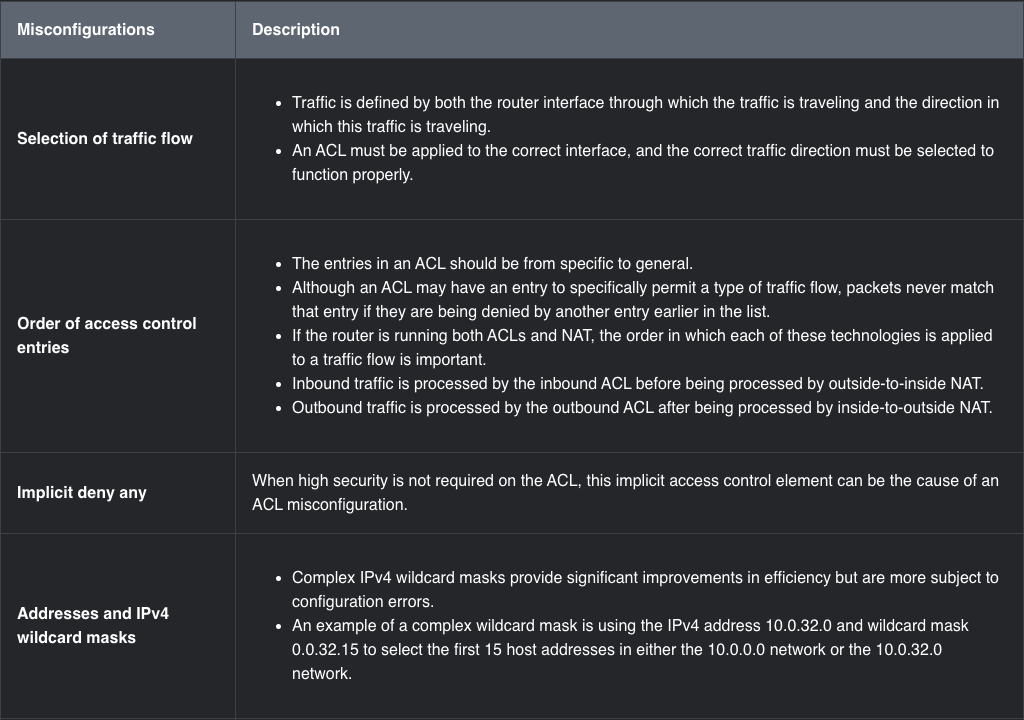 Misconfigurations
Description
Selection of traffic flow
• Traffic is defined by both the router interface through which the traffic is traveling and the direction in
which this traffic is traveling.
• An ACL must be applied to the correct interface, and the correct traffic direction must be selected to
function properly.
Order of access control
entries
• The entries in an ACL should be from specific to general.
• Although an ACL may have an entry to specifically permit a type of traffic flow, packets never match
that entry if they are being denied by another entry earlier in the list.
• If the router is running both ACLs and NAT, the order in which each of these technologies is applied
to a traffic flow is important.
• Inbound traffic is processed by the inbound ACL before being processed by outside-to-inside NAT.
• Outbound traffic is processed by the outbound ACL after being processed by inside-to-outside NAT.
Implicit deny any
When high security is not required on the ACL, this implicit access control element can be the cause of an
ACL misconfiguration.
Addresses and IPv4
wildcard masks
• Complex IPv4 wildcard masks provide significant improvements in efficiency but are more subject to
configuration errors.
• An example of a complex wildcard mask is using the IPv4 address 10.0.32.0 and wildcard mask
0.0.32.15 to select the first 15 host addresses in either the 10.0.0.0 network or the 10.0.32.0
network.